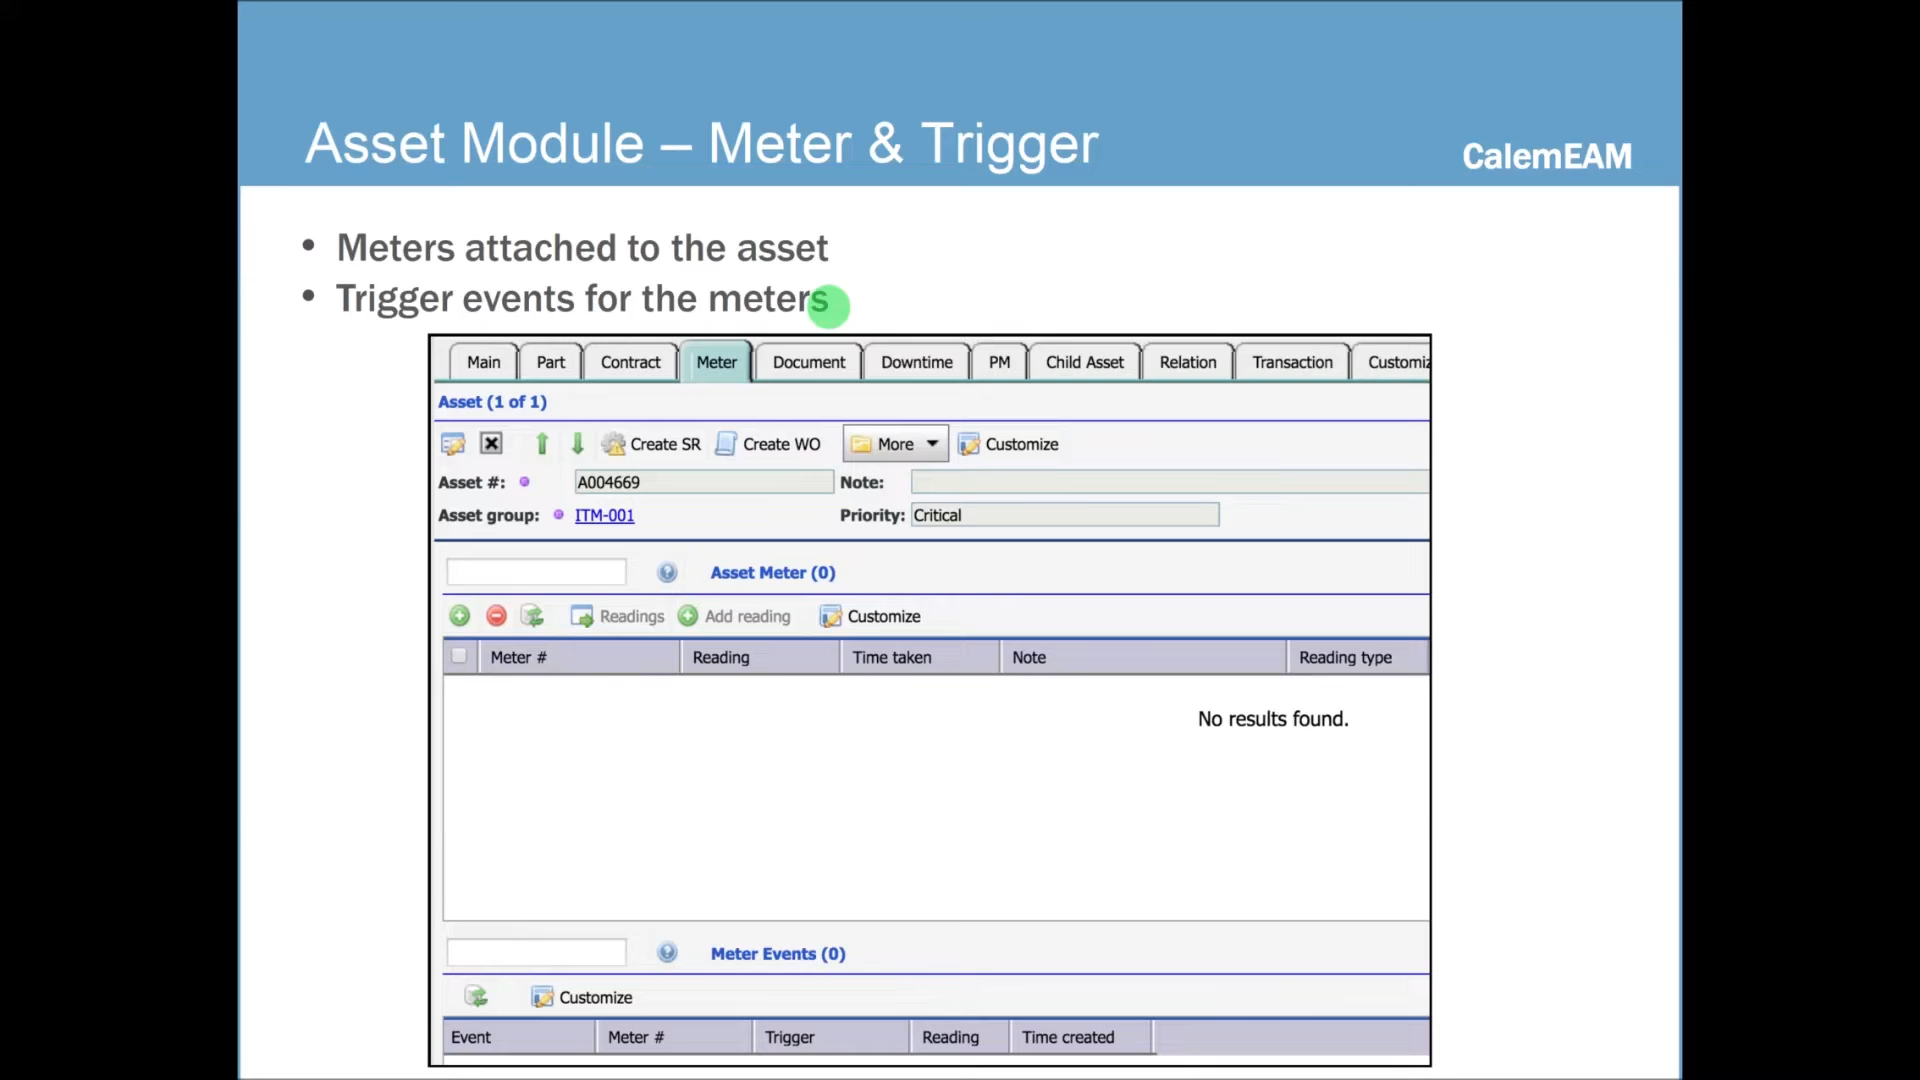 Asset Module – Meter & Trigger
CalemEAM
• Meters attached to the asset
• Trigger events for the meters
Main Part Contract Meter Document Downtime PM Child Asset Relation Transaction Customiz
Asset (1 of 1)
Create SR Create WO More Customize
Asset #: A004669 Note:
Asset group: ITM-001 Priority: Critical
Asset Meter (0)
Readings Add reading Customize
Meter # Reading Time taken Note Reading type
No results found.
Meter Events (0)
Customize
Event Meter # Trigger Reading Time created